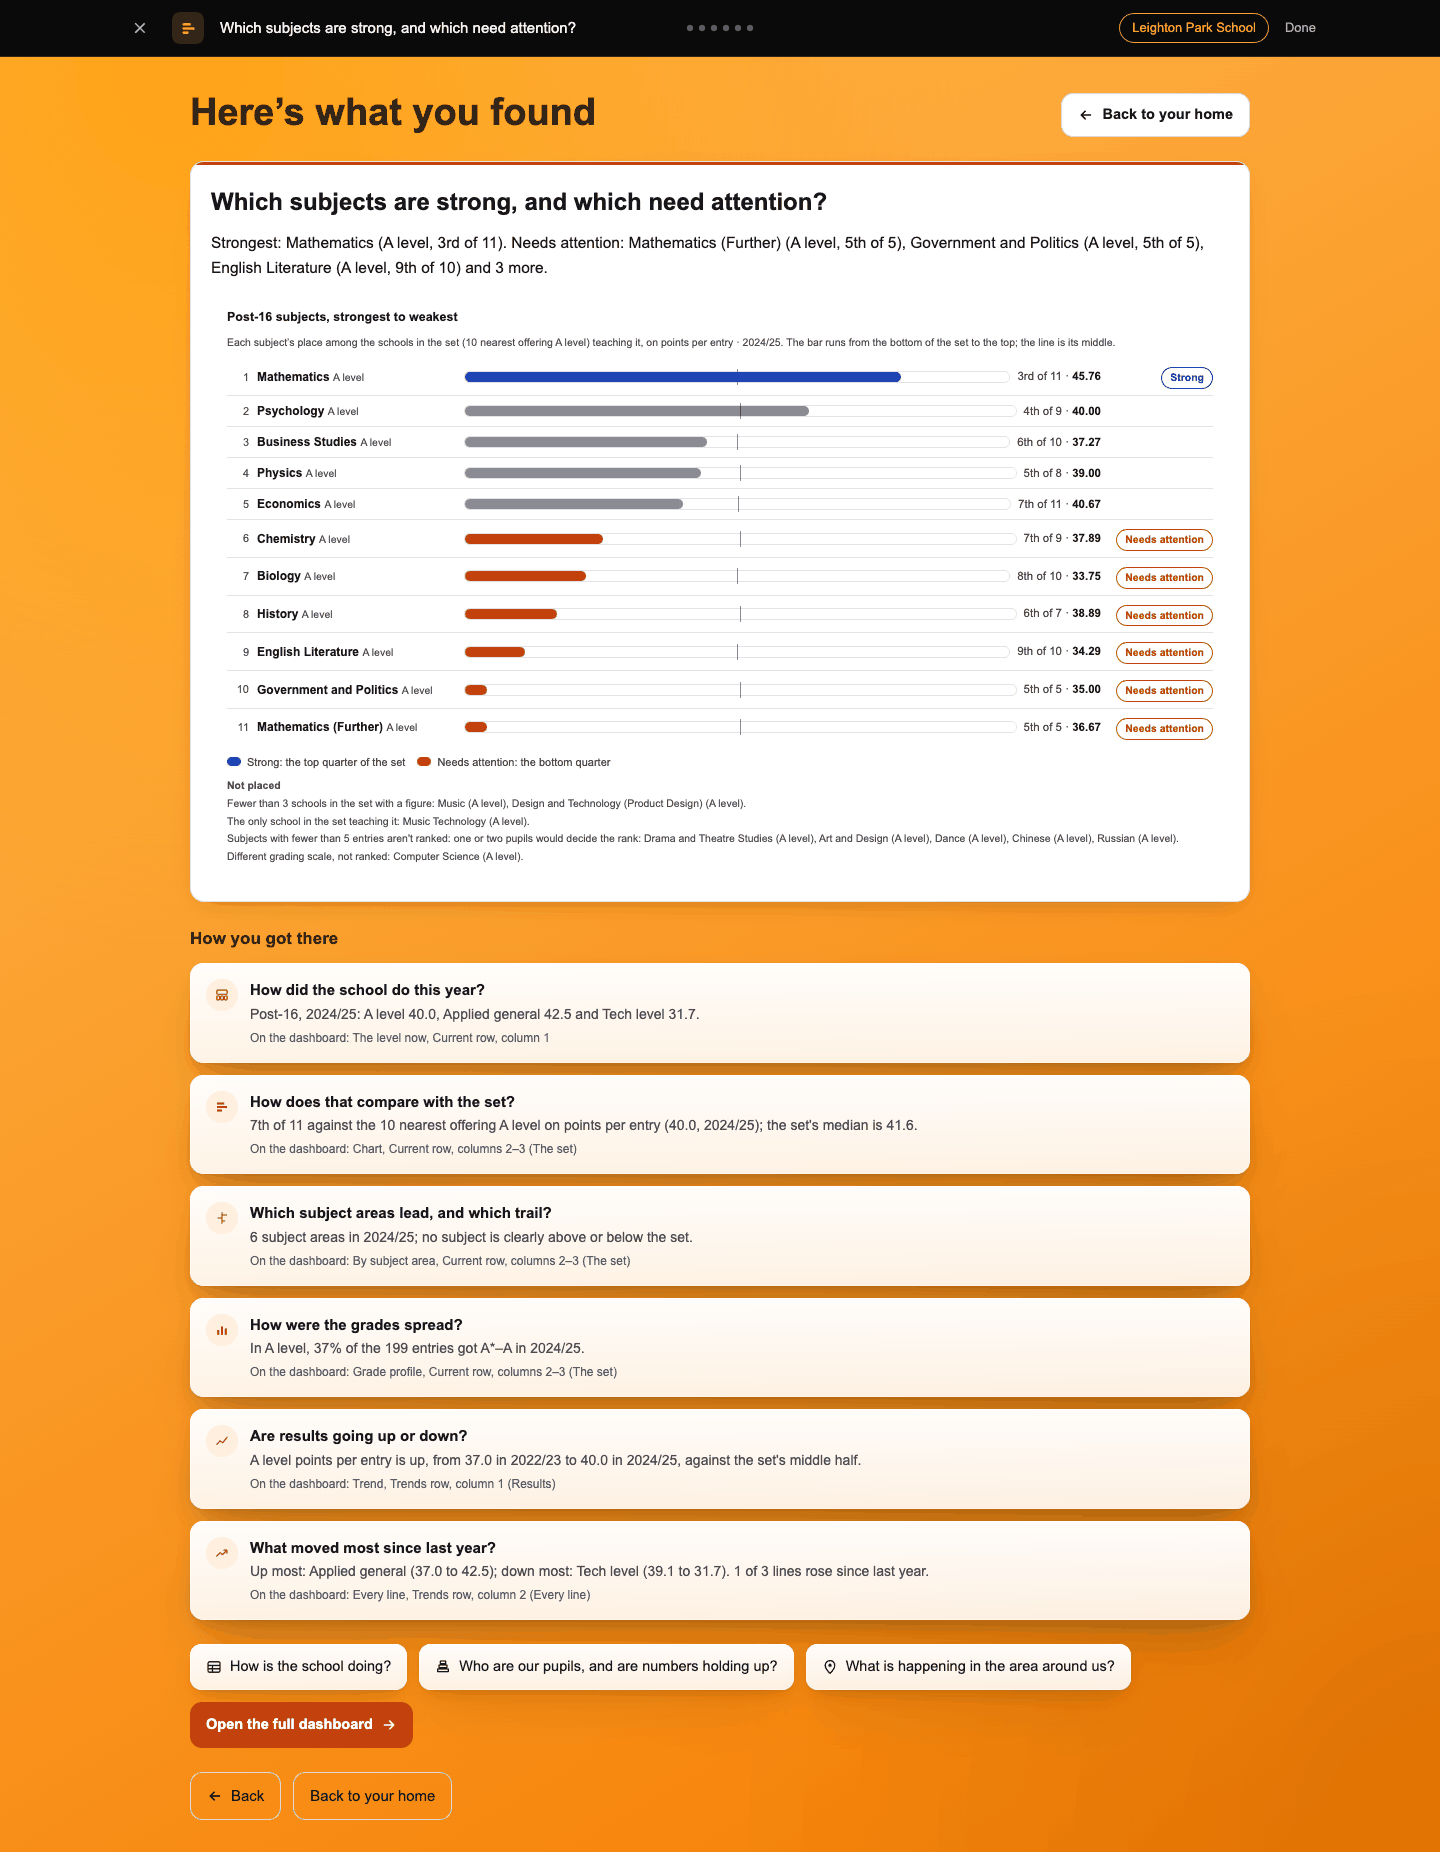 Which subjects are strong, and which need attention?
Leighton Park School
Done
Here’s what you found
Back to your home
Which subjects are strong, and which need attention?
Strongest: Mathematics (A level, 3rd of 11). Needs attention: Mathematics (Further) (A level, 5th of 5), Government and Politics (A level, 5th of 5),
English Literature (A level, 9th of 10) and 3 more.
Post-16 subjects, strongest to weakest
Each subject's place among the schools in the set (10 nearest offering A level) teaching it, on points per entry · 2024/25. The bar runs from the bottom of the set to the top; the line is its middle.
1 Mathematics A level 3rd of 11 · 45.76 Strong
2 Psychology A level 4th of 9 · 40.00
3 Business Studies A level 6th of 10 · 37.27
4 Physics A level 5th of 8 · 39.00
5 Economics A level 7th of 11 · 40.67
6 Chemistry A level 7th of 9 · 37.89 Needs attention
7 Biology A level 8th of 10 · 33.75 Needs attention
8 History A level 6th of 7 · 38.89 Needs attention
9 English Literature A level 9th of 10 · 34.29 Needs attention
10 Government and Politics A level 5th of 5 · 35.00 Needs attention
11 Mathematics (Further) A level 5th of 5 · 36.67 Needs attention
Strong: the top quarter of the set Needs attention: the bottom quarter
Not placed
Fewer than 3 schools in the set with a figure: Music (A level), Design and Technology (Product Design) (A level).
The only school in the set teaching it: Music Technology (A level).
Subjects with fewer than 5 entries aren't ranked: one or two pupils would decide the rank: Drama and Theatre Studies (A level), Art and Design (A level), Dance (A level), Chinese (A level), Russian (A level).
Different grading scale, not ranked: Computer Science (A level).
How you got there
How did the school do this year?
Post-16, 2024/25: A level 40.0, Applied general 42.5 and Tech level 31.7.
On the dashboard: The level now, Current row, column 1
How does that compare with the set?
7th of 11 against the 10 nearest offering A level on points per entry (40.0, 2024/25); the set's median is 41.6.
On the dashboard: Chart, Current row, columns 2–3 (The set)
Which subject areas lead, and which trail?
6 subject areas in 2024/25; no subject is clearly above or below the set.
On the dashboard: By subject area, Current row, columns 2–3 (The set)
How were the grades spread?
In A level, 37% of the 199 entries got A*–A in 2024/25.
On the dashboard: Grade profile, Current row, columns 2–3 (The set)
Are results going up or down?
A level points per entry is up, from 37.0 in 2022/23 to 40.0 in 2024/25, against the set's middle half.
On the dashboard: Trend, Trends row, column 1 (Results)
What moved most since last year?
Up most: Applied general (37.0 to 42.5); down most: Tech level (39.1 to 31.7). 1 of 3 lines rose since last year.
On the dashboard: Every line, Trends row, column 2 (Every line)
How is the school doing?
Who are our pupils, and are numbers holding up?
What is happening in the area around us?
Open the full dashboard
Back
Back to your home